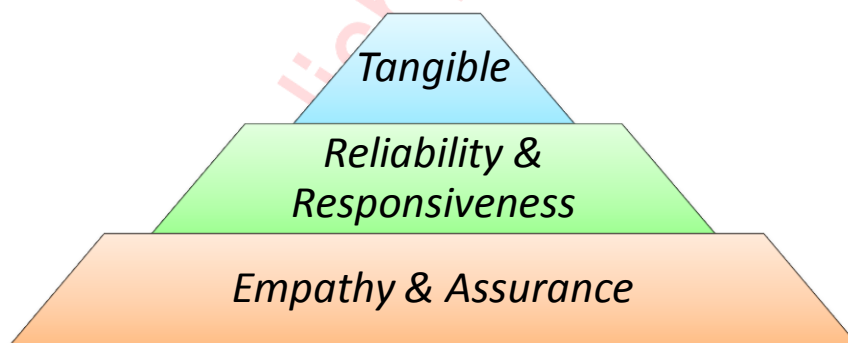 Tangible
Reliability &
Responsiveness
Empathy & Assurance